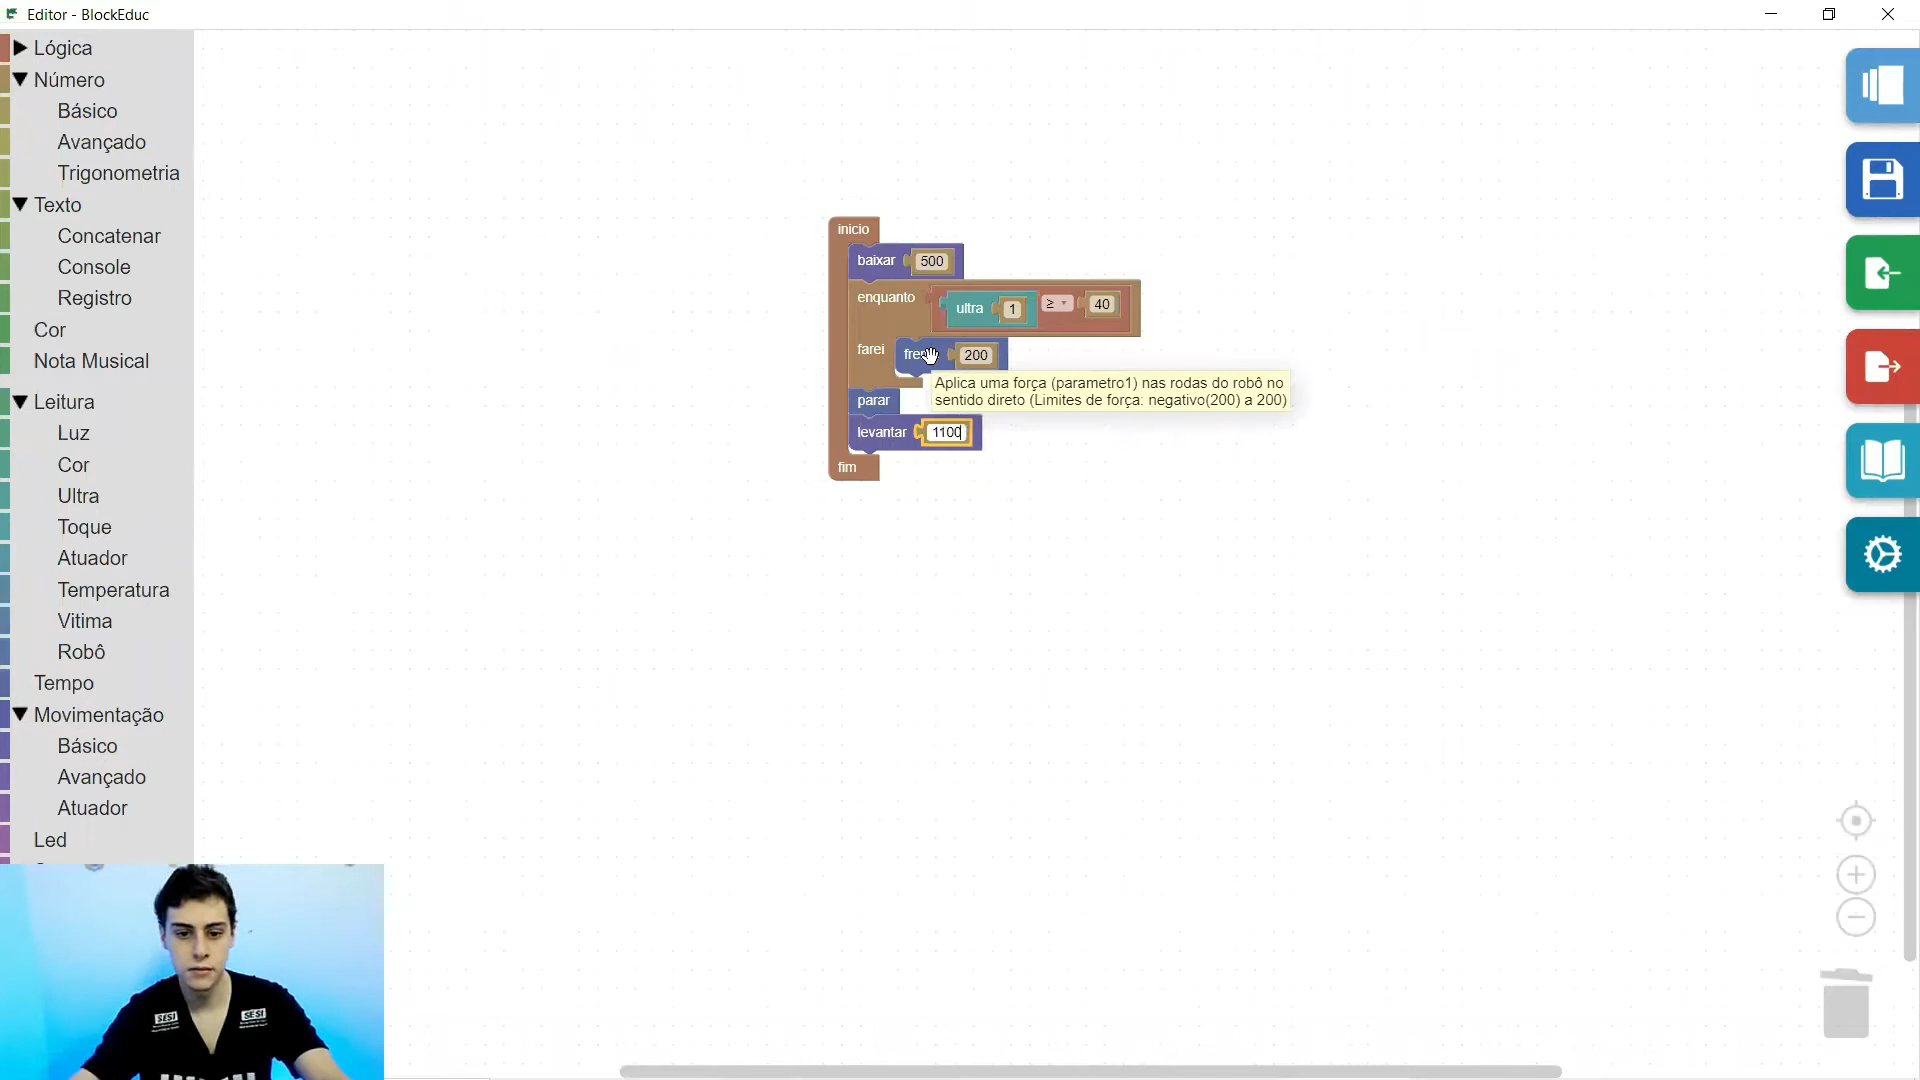 Editor - BlockEduc
Lógica
Número
Básico
Avançado
Trigonometria
Texto
Concatenar
Console
Registro
Cor
Nota Musical
Leitura
Luz
Cor
Ultra
Toque
Atuador
Temperatura
Vitima
Robô
Tempo
Movimentação
Básico
Avançado
Atuador
Led
inicio
baixar 500
enquanto ultra 1 ≥ 40
farei 200
Aplica uma força (parametro1) nas rodas do robô no
sentido direto (Limites de força: negativo(200) a 200)
parar
levantar 1100
fim
SESI
SESI